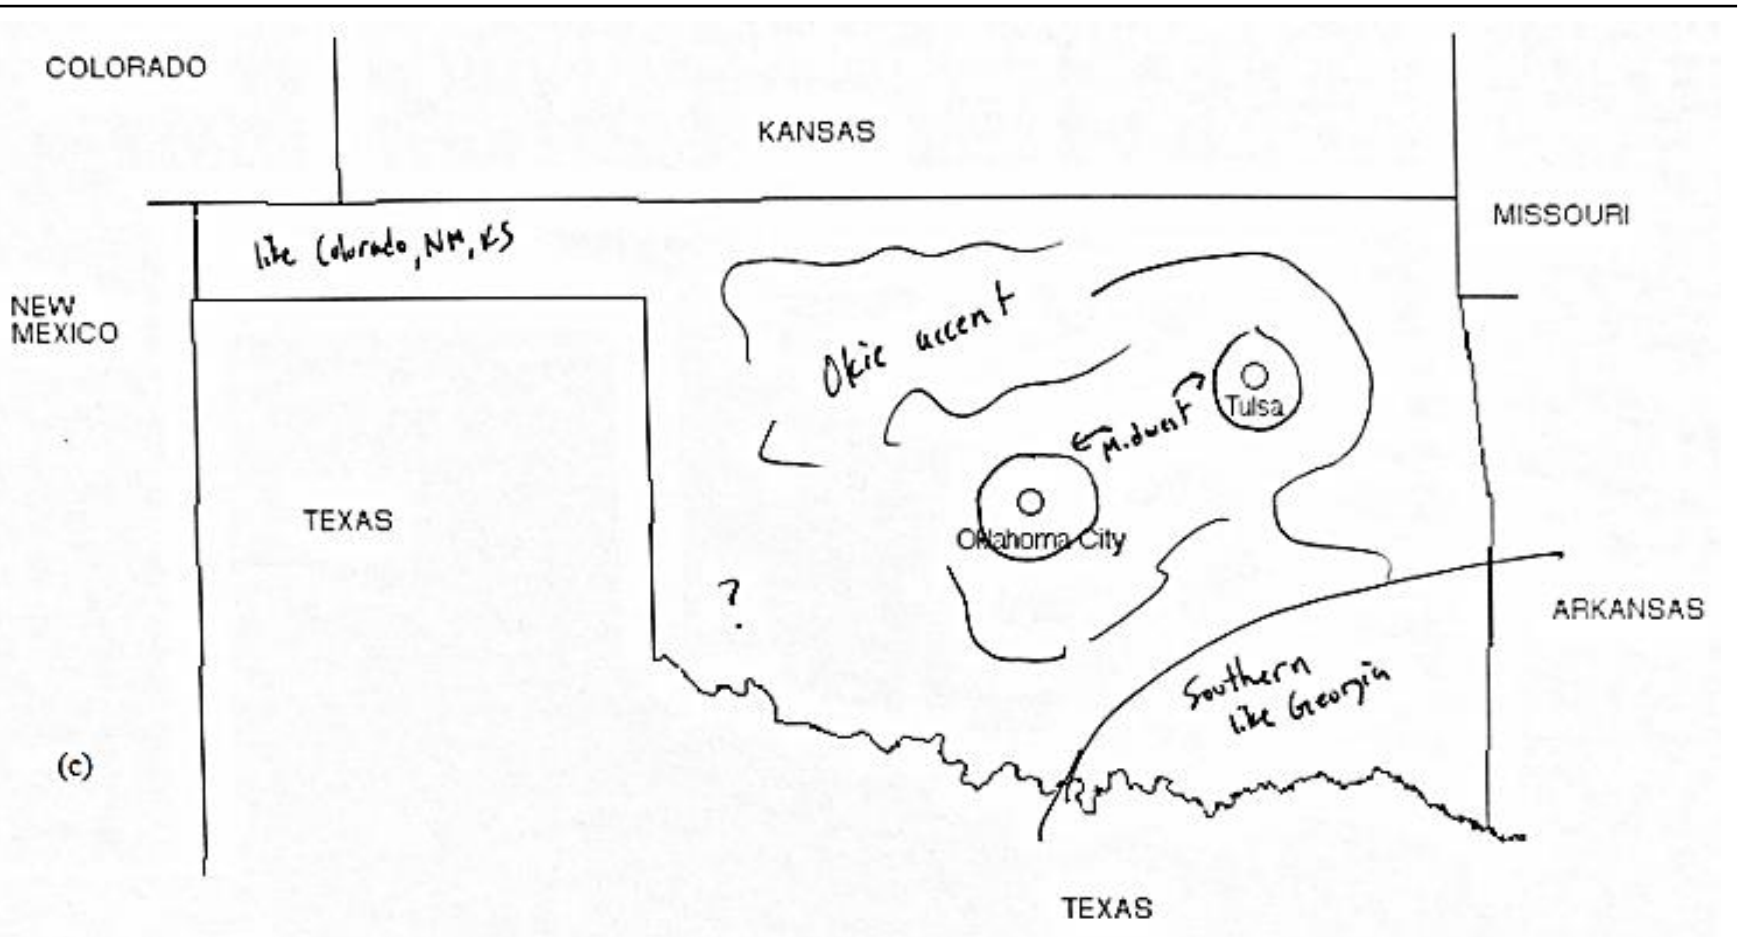 COLORADO
KANSAS
MISSOURI
like Colorado, NM, KS
NEW
MEXICO
Okie accent
Tulsa
Midwest
TEXAS
Oklahoma City
?
ARKANSAS
Southern
like Georgia
(c)
TEXAS